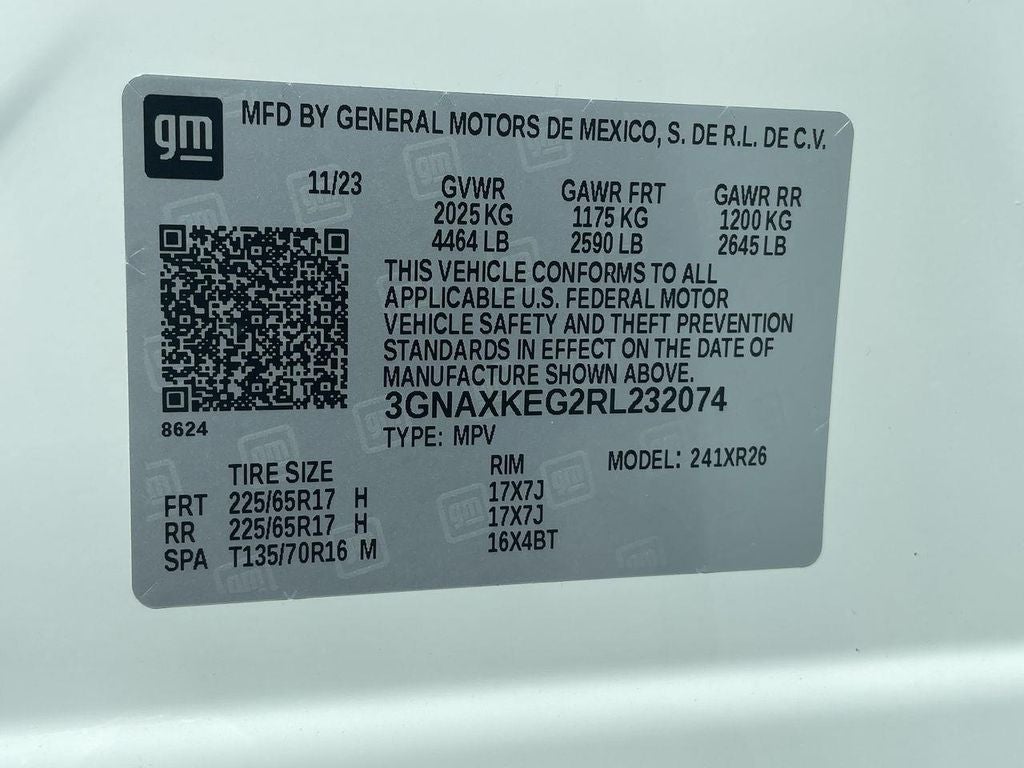 gm
MFD BY GENERAL MOTORS DE MEXICO, S. DE R.L. DE C.V.
11/23 GVWR GAWR FRT GAWR RR
2025 KG 1175 KG 1200 KG
4464 LB 2590 LB 2645 LB
THIS VEHICLE CONFORMS TO ALL
APPLICABLE U.S. FEDERAL MOTOR
VEHICLE SAFETY AND THEFT PREVENTION
STANDARDS IN EFFECT ON THE DATE OF
MANUFACTURE SHOWN ABOVE.
3GNAXKEG2RL232074
8624
TYPE: MPV
TIRE SIZE RIM MODEL: 241XR26
FRT 225/65R17 H 17X7J
RR 225/65R17 H 17X7J
SPA T135/70R16 M 16X4BT